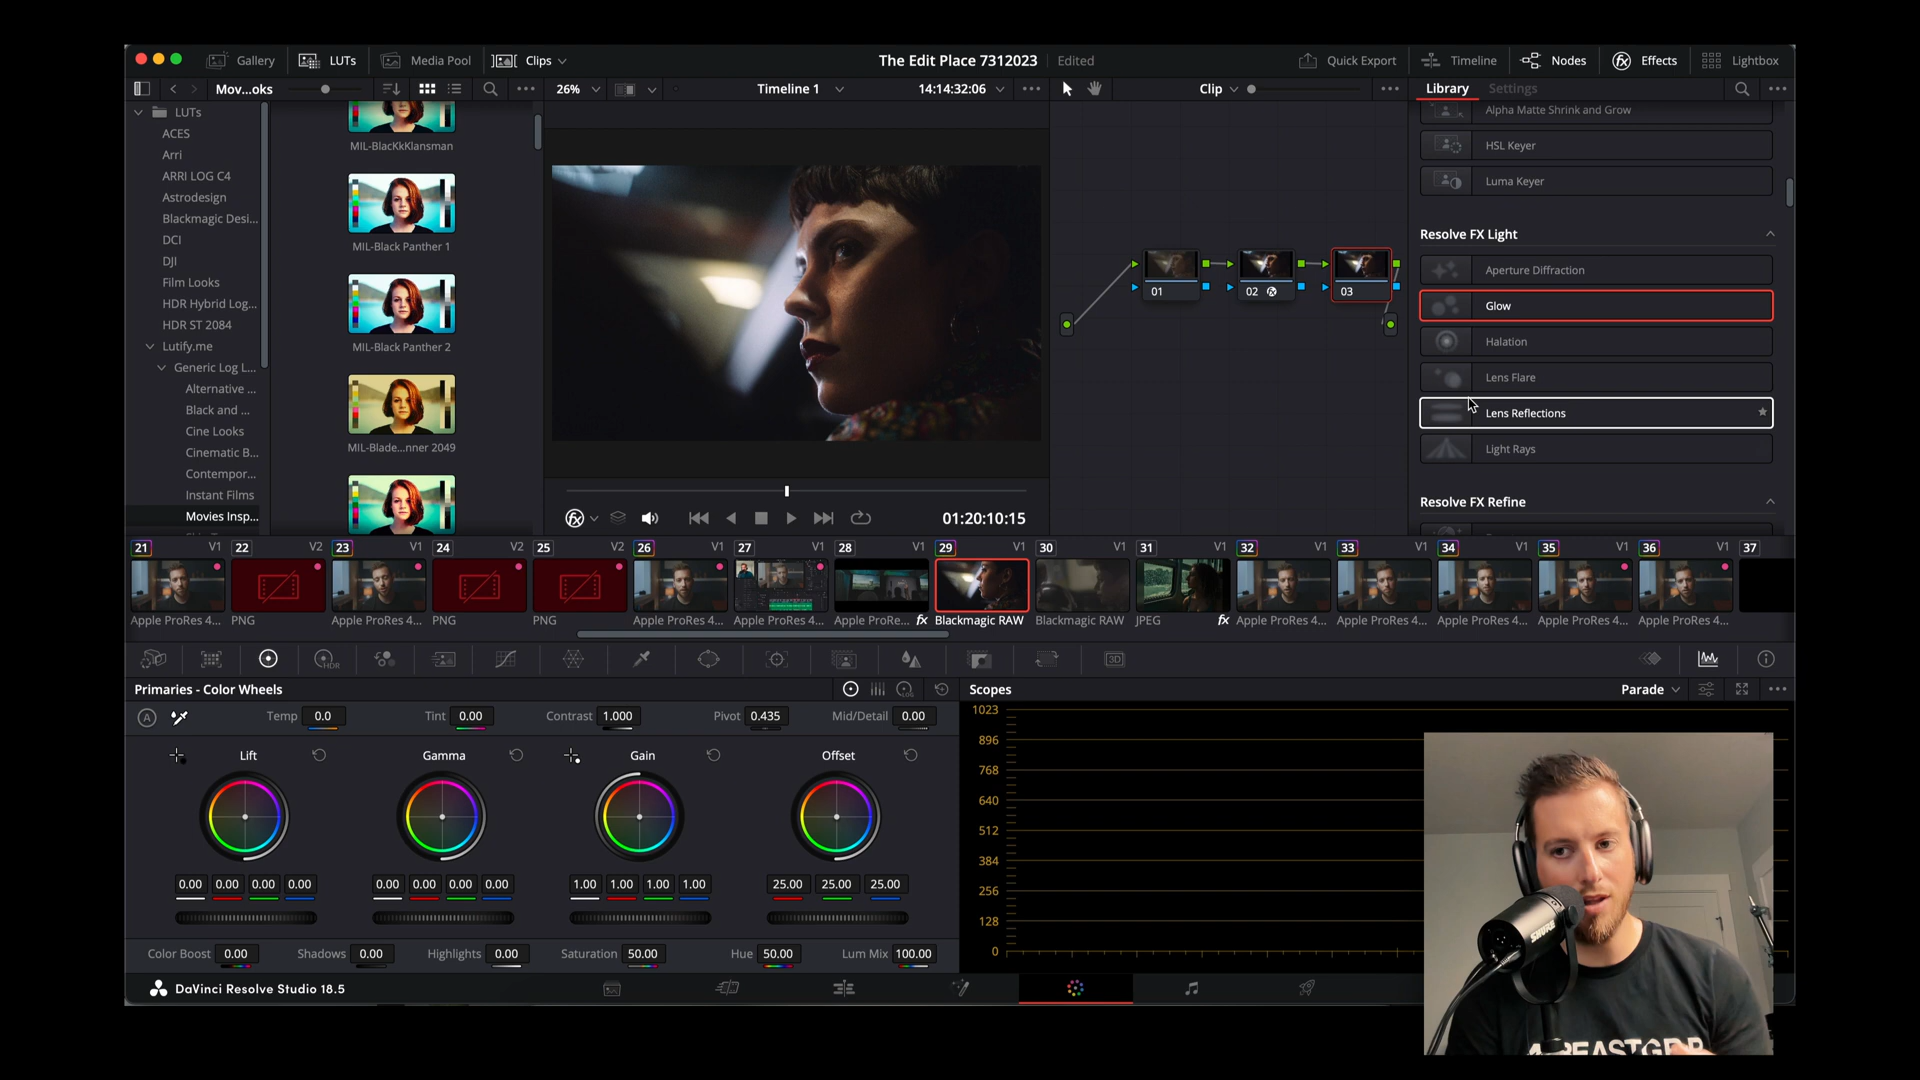 Gallery LUTs Media Pool Clips The Edit Place 7312023 Edited Quick Export Timeline Nodes Effects Lightbox
Mov...oks 26% Timeline 1 14:14:32:06 Clip Library Settings
LUTs
ACES
Arri
ARRI LOG C4
Astrodesign
Blackmagic Desi...
DCI
DJI
Film Looks
HDR Hybrid Log...
HDR ST 2084
Lutify.me
Generic Log L...
Alternative ...
Black and ...
Cine Looks
Cinematic B...
Contempor...
Instant Films
Movies Insp...
MIL-BlacKkKlansman
MIL-Black Panther 1
MIL-Black Panther 2
MIL-Blade...nner 2049
01:20:10:15
01
02
03
Alpha Matte Shrink and Grow
HSL Keyer
Luma Keyer
Resolve FX Light
Aperture Diffraction
Glow
Halation
Lens Flare
Lens Reflections
Light Rays
Resolve FX Refine
21 V1 22 V2 23 V1 24 V2 25 V2 26 V1 27 V1 28 V1 29 V1 30 V1 31 V1 32 V1 33 V1 34 V1 35 V1 36 V1 37
Apple ProRes 4... PNG Apple ProRes 4... PNG PNG Apple ProRes 4... Apple ProRes 4... Apple ProRe... fx Blackmagic RAW Blackmagic RAW JPEG fx Apple ProRes 4... Apple ProRes 4... Apple ProRes 4... Apple ProRes 4... Apple ProRes 4...
HDR 3D
Primaries - Color Wheels
LOG
A Temp 0.0 Tint 0.00 Contrast 1.000 Pivot 0.435 Mid/Detail 0.00
Lift Gamma Gain Offset
0.00 0.00 0.00 0.00 0.00 0.00 0.00 0.00 1.00 1.00 1.00 1.00 25.00 25.00 25.00
Color Boost 0.00 Shadows 0.00 Highlights 0.00 Saturation 50.00 Hue 50.00 Lum Mix 100.00
Scopes Parade
1023
896
768
640
512
384
256
128
0
SHURE
DaVinci Resolve Studio 18.5